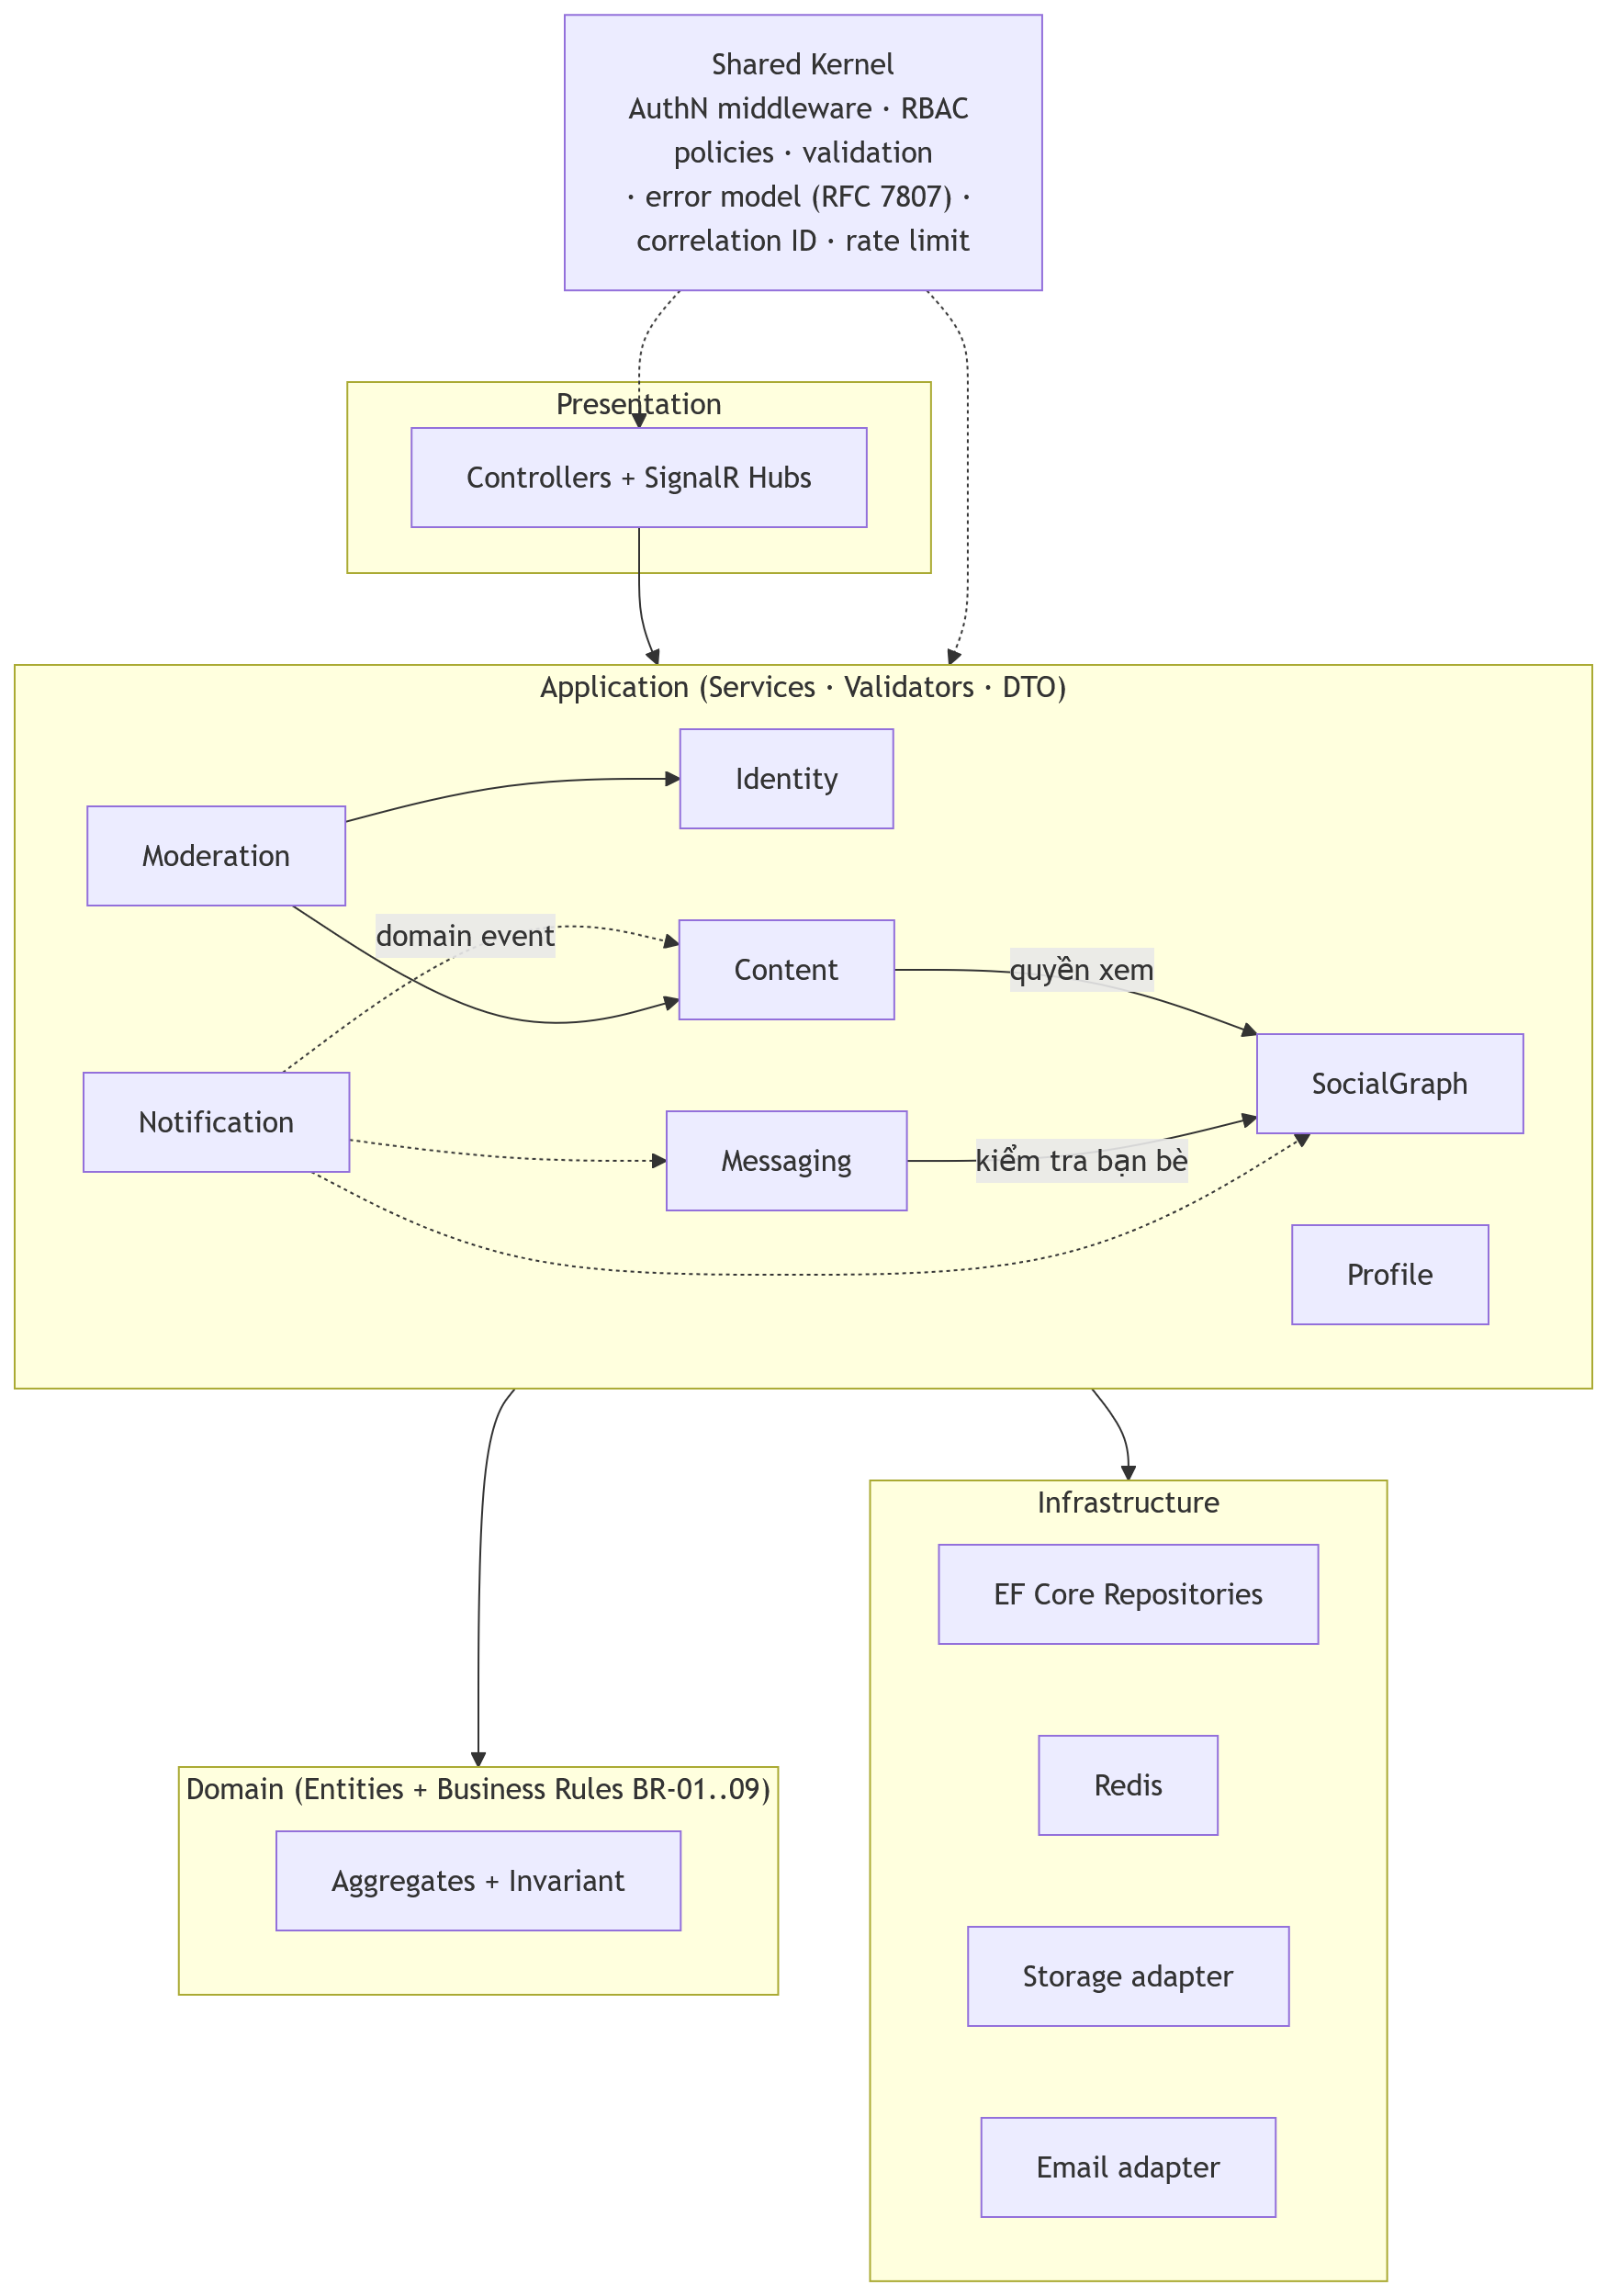 Shared Kernel
AuthN middleware · RBAC
policies · validation
· error model (RFC 7807) ·
correlation ID · rate limit
Presentation
Controllers + SignalR Hubs
Application (Services · Validators · DTO)
Identity
Moderation
domain event
Content
quyền xem
SocialGraph
Notification
Messaging
kiểm tra bạn bè
Profile
Infrastructure
EF Core Repositories
Redis
Domain (Entities + Business Rules BR-01..09)
Aggregates + Invariant
Storage adapter
Email adapter